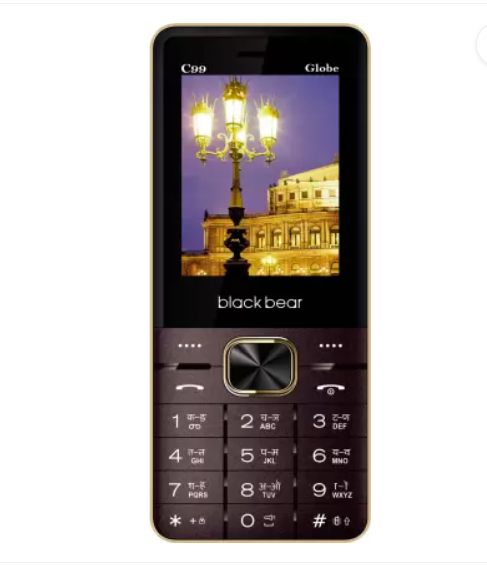 C99 Globe
black bear
1 क-ङ
2 च-ञ ABC
3 ट-ण DEF
4 त-न GHI
5 प-म JKL
6 य-व MNO
7 श-ह PQRS
8 अ-ओ TUV
9 WXYZ
* +
0
#